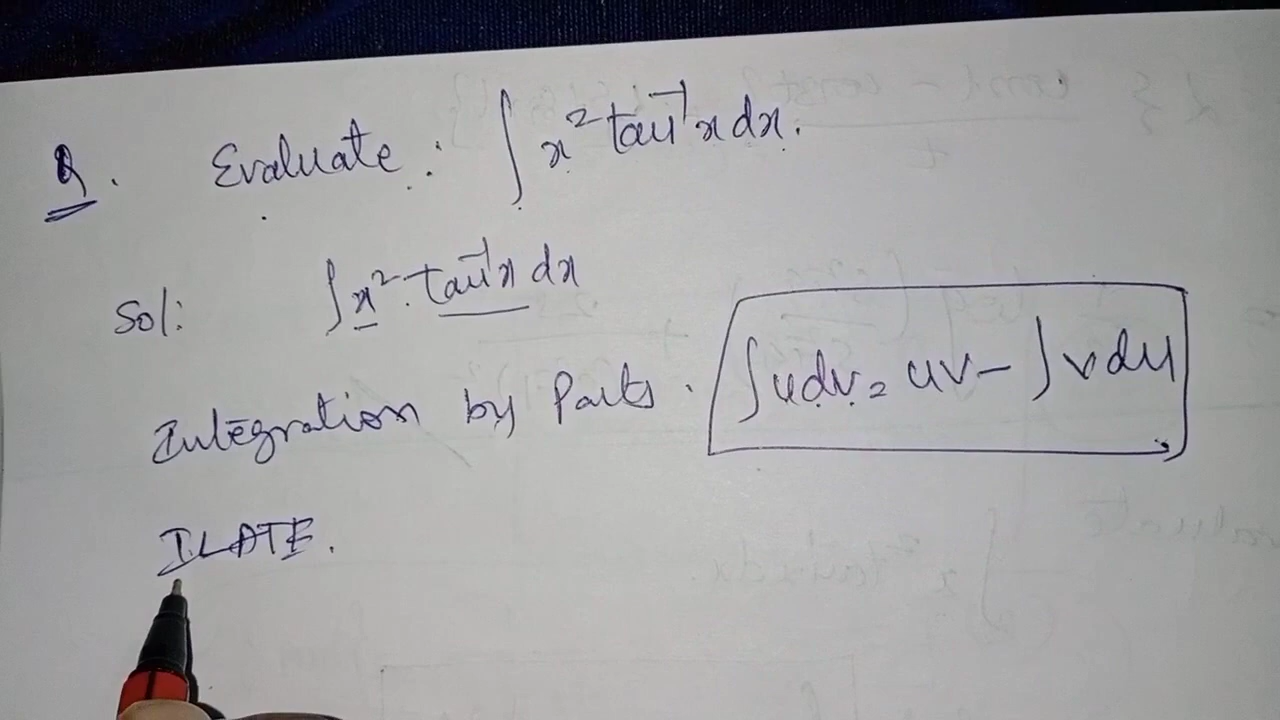 Q. Evaluate : ∫ x² tan⁻¹x dx.
Sol: ∫x². tan⁻¹x dx
Integration by Parts. ∫udv = uv - ∫vdu
ILATE.